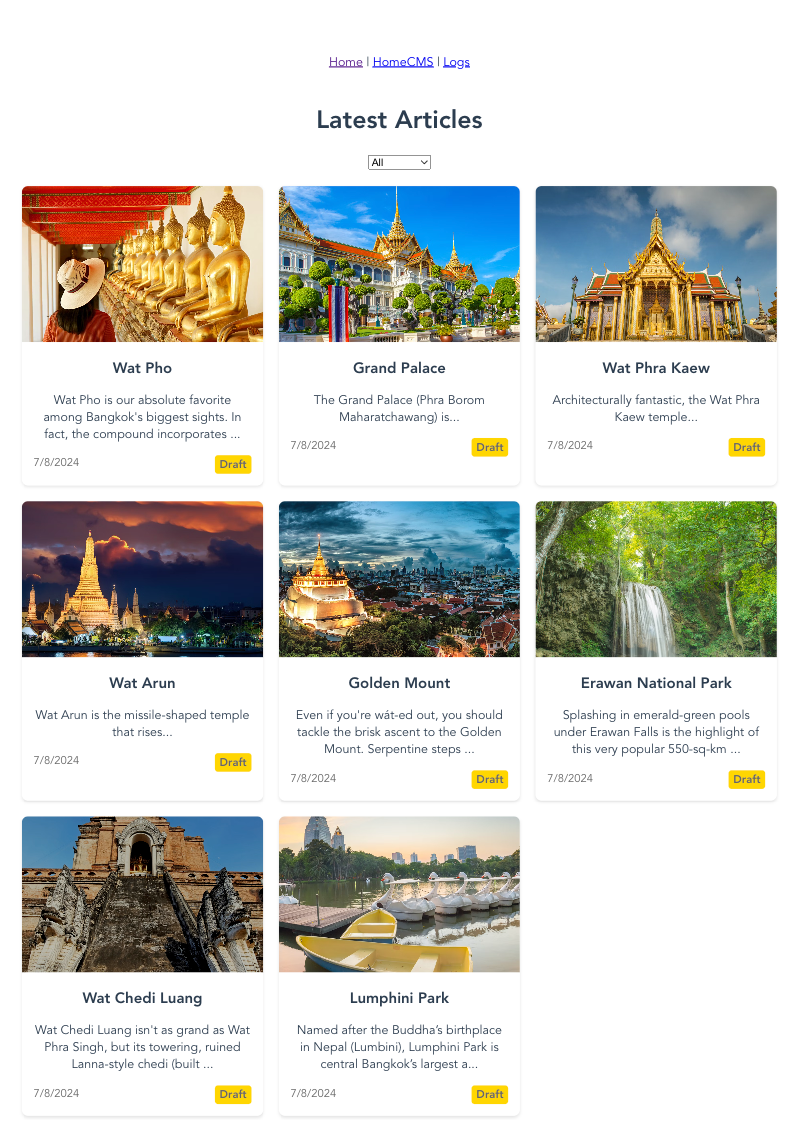 Home | HomeCMS | Logs
Latest Articles
All
Wat Pho
Wat Pho is our absolute favorite
among Bangkok's biggest sights. In
fact, the compound incorporates ...
7/8/2024
Draft
Grand Palace
The Grand Palace (Phra Borom
Maharatchawang) is...
7/8/2024
Draft
Wat Phra Kaew
Architecturally fantastic, the Wat Phra
Kaew temple...
7/8/2024
Draft
Wat Arun
Wat Arun is the missile-shaped temple
that rises...
7/8/2024
Draft
Golden Mount
Even if you're wát-ed out, you should
tackle the brisk ascent to the Golden
Mount. Serpentine steps ...
7/8/2024
Draft
Erawan National Park
Splashing in emerald-green pools
under Erawan Falls is the highlight of
this very popular 550-sq-km ...
7/8/2024
Draft
Wat Chedi Luang
Wat Chedi Luang isn't as grand as Wat
Phra Singh, but its towering, ruined
Lanna-style chedi (built ...
7/8/2024
Draft
Lumphini Park
Named after the Buddha’s birthplace
in Nepal (Lumbini), Lumphini Park is
central Bangkok’s largest a...
7/8/2024
Draft